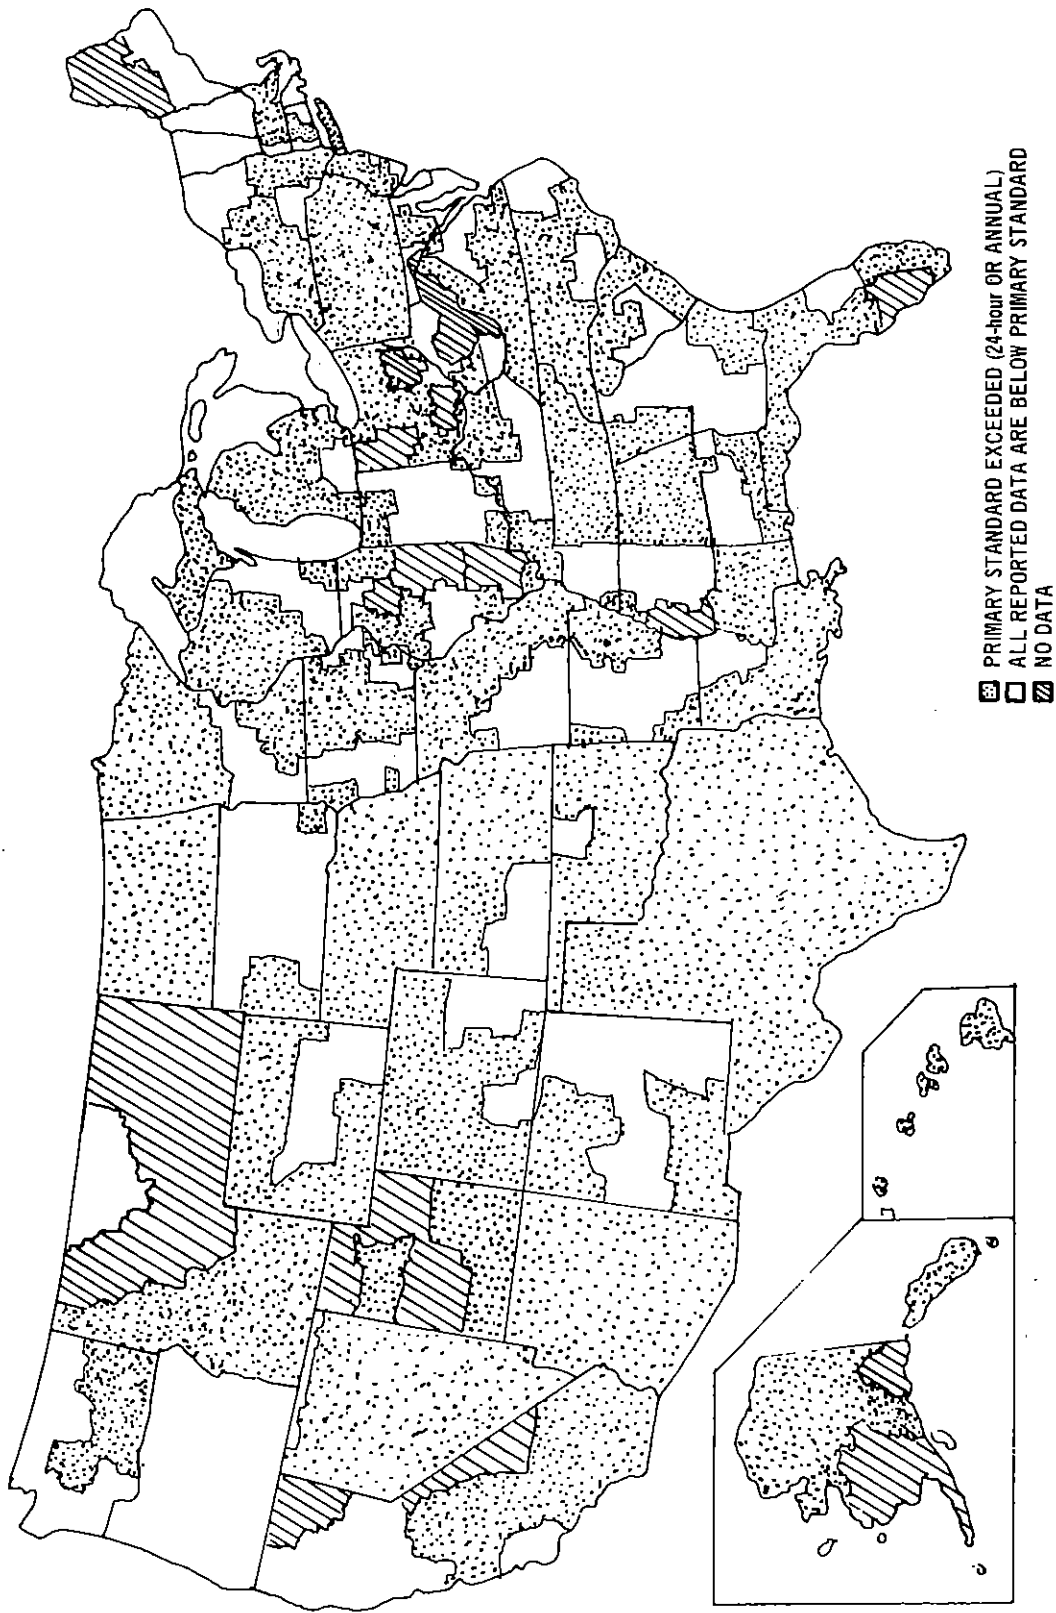 PRIMARY STANDARD EXCEEDED (24-hour OR ANNUAL)
ALL REPORTED DATA ARE BELOW PRIMARY STANDARD
NO DATA